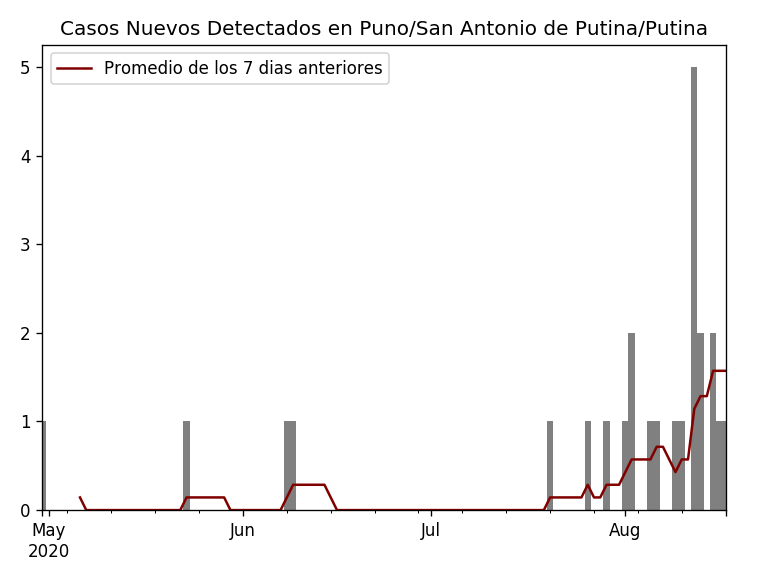 Casos Nuevos Detectados en Puno/San Antonio de Putina/Putina
Promedio de los 7 dias anteriores
5
4
3
2
1
0
May Jun Jul Aug
2020